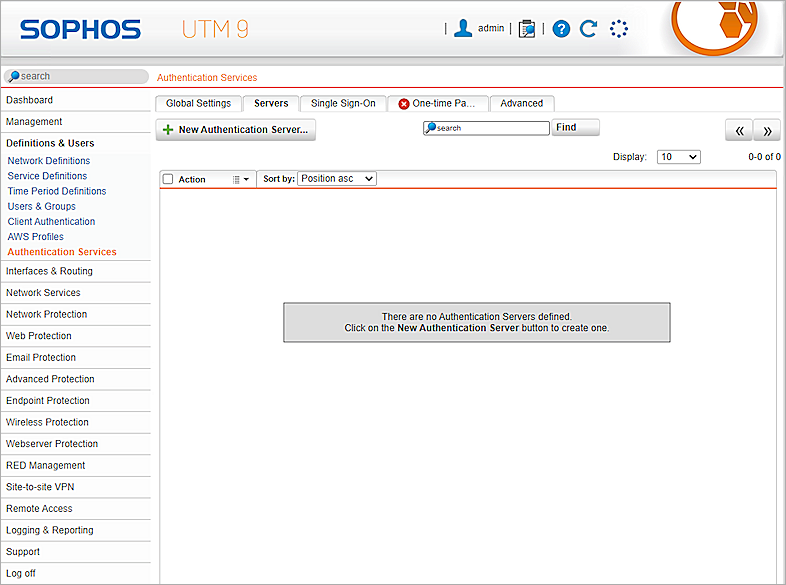 SOPHOS UTM 9
| admin | | ?
search
Authentication Services
Dashboard
Management
Definitions & Users
Network Definitions
Service Definitions
Time Period Definitions
Users & Groups
Client Authentication
AWS Profiles
Authentication Services
Interfaces & Routing
Network Services
Network Protection
Web Protection
Email Protection
Advanced Protection
Endpoint Protection
Wireless Protection
Webserver Protection
RED Management
Site-to-site VPN
Remote Access
Logging & Reporting
Support
Log off
Global Settings Servers Single Sign-On One-time Pa... Advanced
+ New Authentication Server... search Find « »
Display: 10 0-0 of 0
Action Sort by: Position asc
There are no Authentication Servers defined.
Click on the New Authentication Server button to create one.